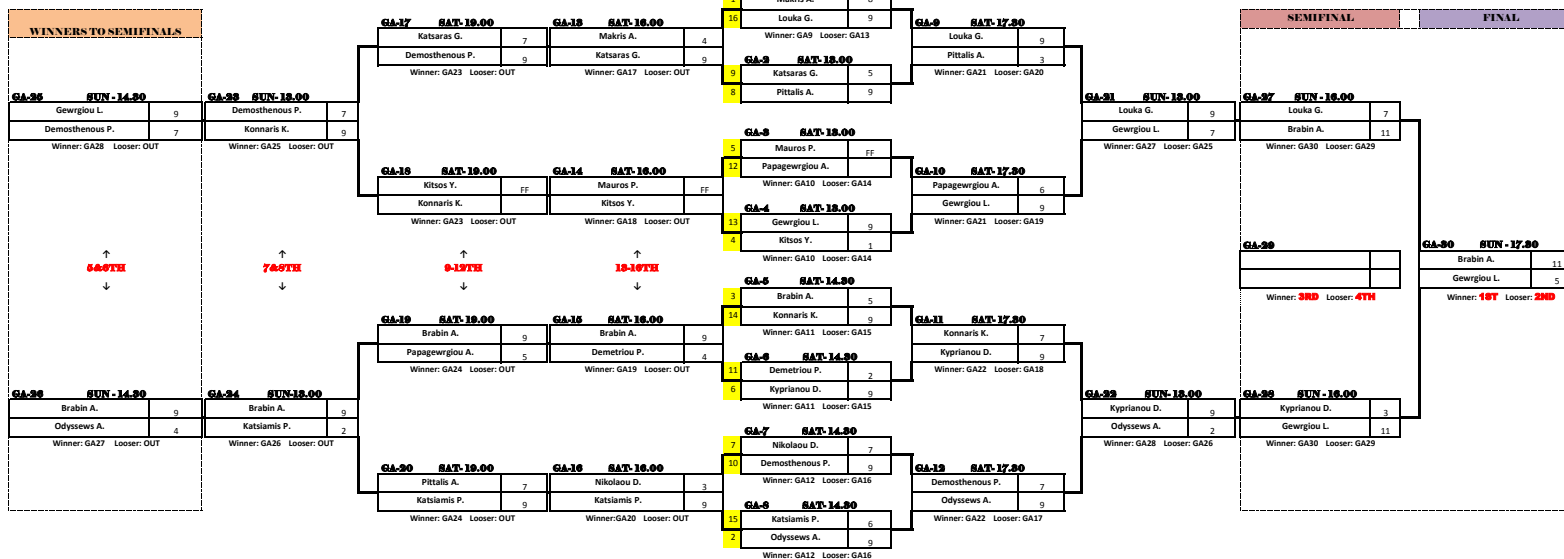 WINNERS TO SEMIFINALS
SEMIFINAL
FINAL
GA-25 SUN - 14.30
Gewrgiou L. 9
Demosthenous P. 7
Winner: GA28 Looser: OUT
5&6TH
GA-26 SUN - 14.30
Brabin A. 9
Odyssews A. 4
Winner: GA27 Looser: OUT
GA-23 SUN- 13.00
Demosthenous P. 7
Konnaris K. 9
Winner: GA25 Looser: OUT
7&8TH
GA-24 SUN-13.00
Brabin A. 9
Katsiamis P. 2
Winner: GA26 Looser: OUT
GA-17 SAT- 19.00
Katsaras G. 7
Demosthenous P. 9
Winner: GA23 Looser: OUT
GA-18 SAT- 19.00
Kitsos Y. FF
Konnaris K.
Winner: GA23 Looser: OUT
9-12TH
GA-19 SAT- 19.00
Brabin A. 9
Papagewrgiou A. 5
Winner: GA24 Looser: OUT
GA-20 SAT- 19.00
Pittalis A. 7
Katsiamis P. 9
Winner: GA24 Looser: OUT
GA-13 SAT- 16.00
Makris A. 4
Katsaras G. 9
Winner: GA17 Looser: OUT
GA-14 SAT- 16.00
Mauros P. FF
Kitsos Y.
Winner: GA18 Looser: OUT
13-16TH
GA-15 SAT- 16.00
Brabin A. 9
Demetriou P. 4
Winner: GA19 Looser: OUT
GA-16 SAT- 16.00
Nikolaou D. 3
Katsiamis P. 9
Winner:GA20 Looser: OUT
16 Louka G. 9
Winner: GA9 Looser: GA13
GA-2 SAT- 13.00
9 Katsaras G. 5
8 Pittalis A. 9
GA-3 SAT- 13.00
5 Mauros P. FF
12 Papagewrgiou A.
Winner: GA10 Looser: GA14
GA-4 SAT- 13.00
13 Gewrgiou L. 9
4 Kitsos Y. 1
Winner: GA10 Looser: GA14
GA-5 SAT- 14.30
3 Brabin A. 5
14 Konnaris K. 9
Winner: GA11 Looser: GA15
GA-6 SAT- 14.30
11 Demetriou P. 2
6 Kyprianou D. 9
Winner: GA11 Looser: GA15
GA-7 SAT- 14.30
7 Nikolaou D. 7
10 Demosthenous P. 9
Winner: GA12 Looser: GA16
GA-8 SAT- 14.30
15 Katsiamis P. 6
2 Odyssews A. 9
Winner: GA12 Looser: GA16
GA-9 SAT- 17.30
Louka G. 9
Pittalis A. 3
Winner: GA21 Looser: GA20
GA-10 SAT- 17.30
Papagewrgiou A. 6
Gewrgiou L. 9
Winner: GA21 Looser: GA19
GA-11 SAT- 17.30
Konnaris K. 7
Kyprianou D. 9
Winner: GA22 Looser: GA18
GA-12 SAT- 17.30
Demosthenous P. 7
Odyssews A. 9
Winner: GA22 Looser: GA17
GA-21 SUN- 13.00
Louka G. 9
Gewrgiou L. 7
Winner: GA27 Looser: GA25
GA-22 SUN- 13.00
Kyprianou D. 9
Odyssews A. 2
Winner: GA28 Looser: GA26
GA-27 SUN - 16.00
Louka G. 7
Brabin A. 11
Winner: GA30 Looser: GA29
GA-29
Winner: 3RD Looser: 4TH
GA-28 SUN - 16.00
Kyprianou D. 3
Gewrgiou L. 11
Winner: GA30 Looser: GA29
GA-30 SUN - 17.30
Brabin A. 11
Gewrgiou L. 5
Winner: 1ST Looser: 2ND